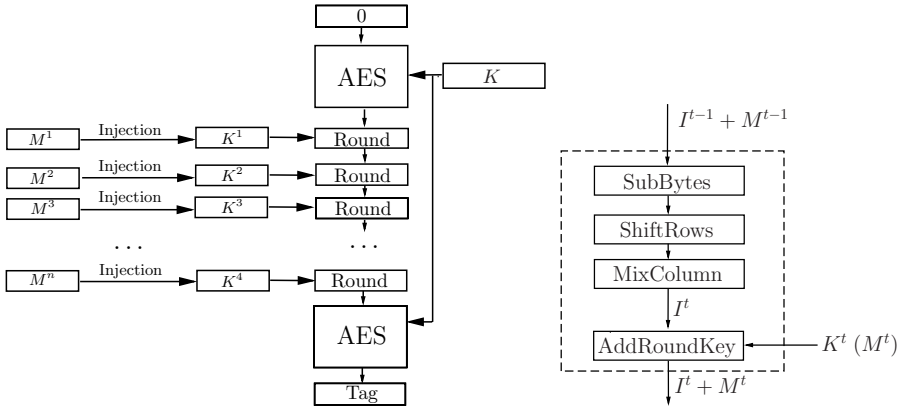 0
AES
K
M^1 Injection K^1 Round
M^2 Injection K^2 Round
M^3 Injection K^3 Round
... ...
M^n Injection K^4 Round
AES
Tag
I^{t-1} + M^{t-1}
SubBytes
ShiftRows
MixColumn
I^t
AddRoundKey
K^t (M^t)
I^t + M^t